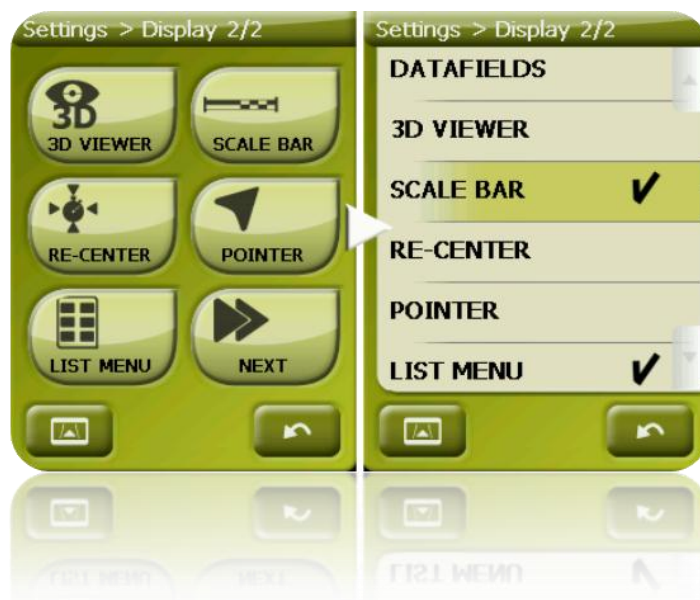 Settings > Display 2/2
3D
3D VIEWER
SCALE BAR
RE-CENTER
POINTER
LIST MENU
NEXT
Settings > Display 2/2
DATAFIELDS
3D VIEWER
SCALE BAR
RE-CENTER
POINTER
LIST MENU